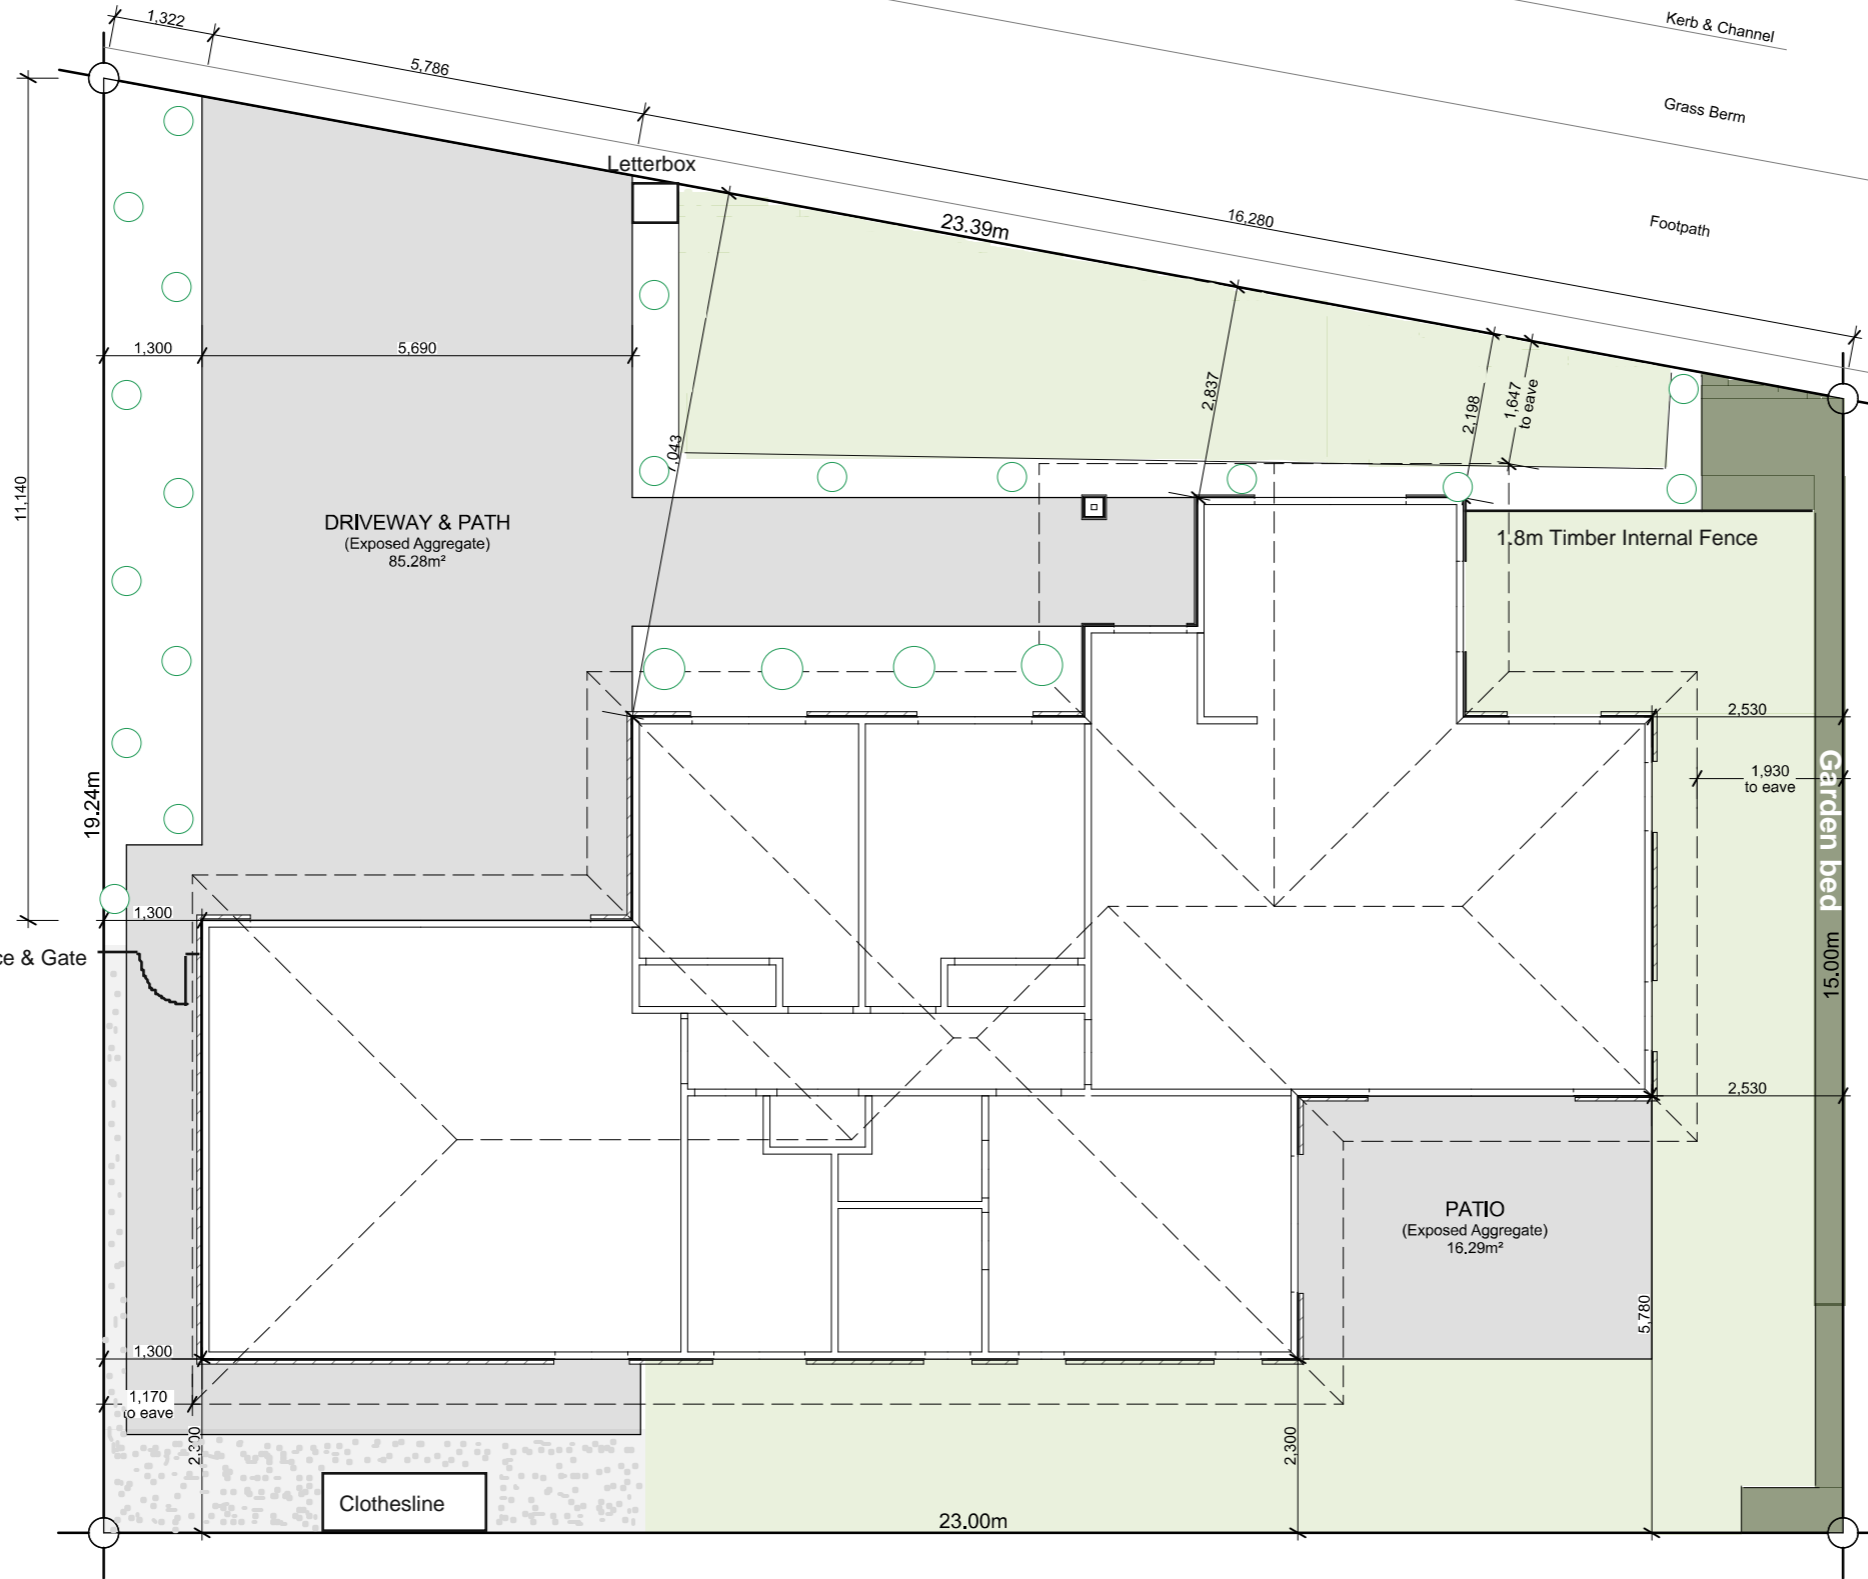 Kerb & Channel
Grass Berm
Footpath
1,322
5,786
16,280
Letterbox
23.39m
1,300
5,690
7,043
2,837
2,198
1,647
to eave
11,140
DRIVEWAY & PATH
(Exposed Aggregate)
85.28m²
1.8m Timber Internal Fence
2,530
1,930
to eave
Garden bed
19.24m
1,300
ce & Gate
15.00m
2,530
PATIO
(Exposed Aggregate)
16.29m²
5,780
1,300
1,170
to eave
2,300
2,300
Clothesline
23.00m